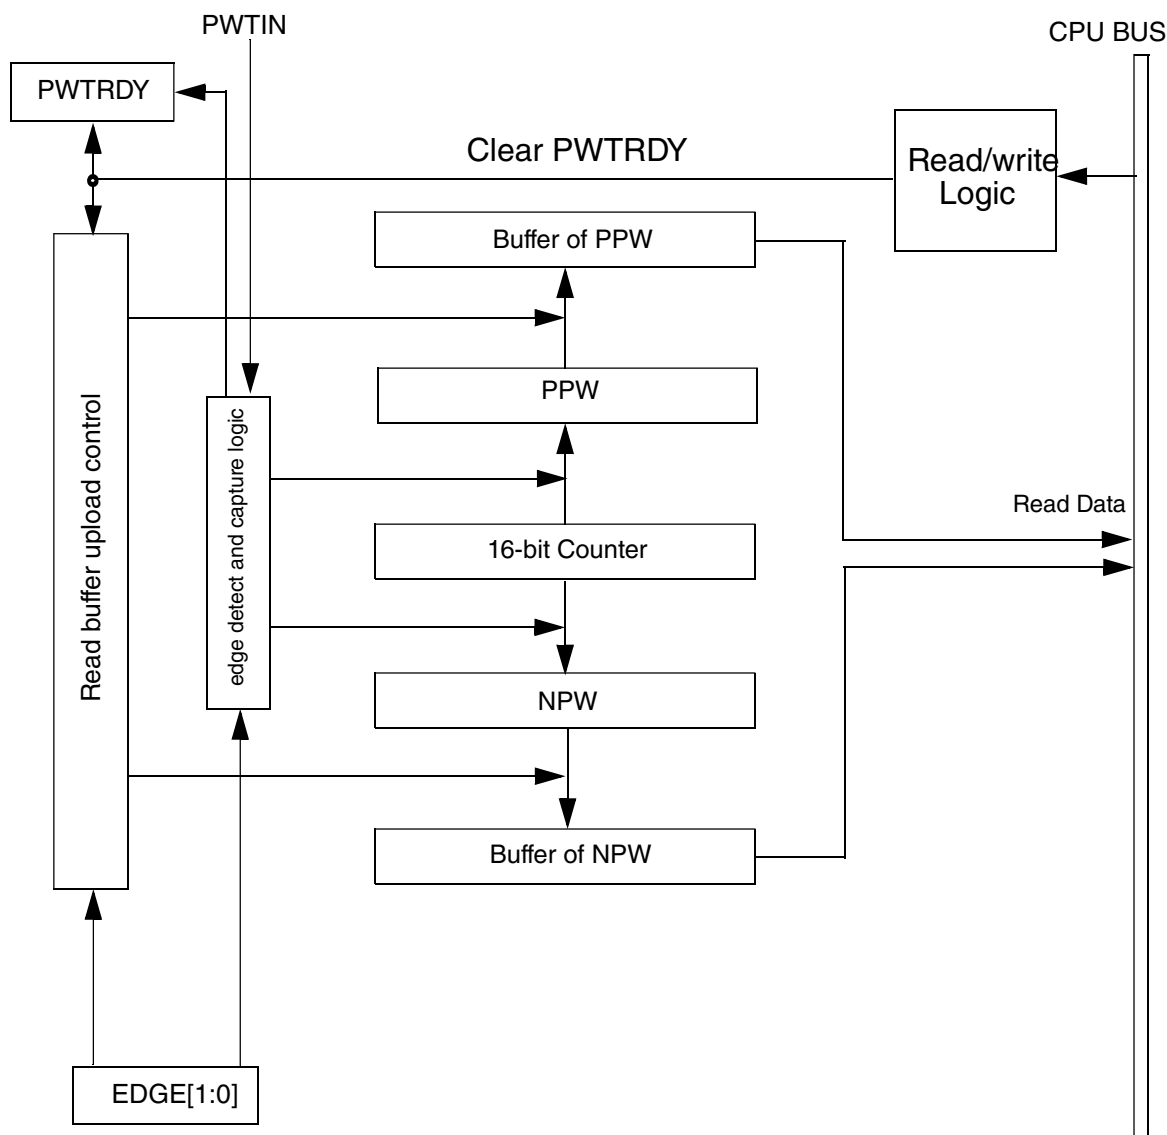 PWTIN
CPU BUS
PWTRDY
Clear PWTRDY
Read/write
Logic
Buffer of PPW
PPW
Read buffer upload control
edge detect and capture logic
Read Data
16-bit Counter
NPW
Buffer of NPW
EDGE[1:0]